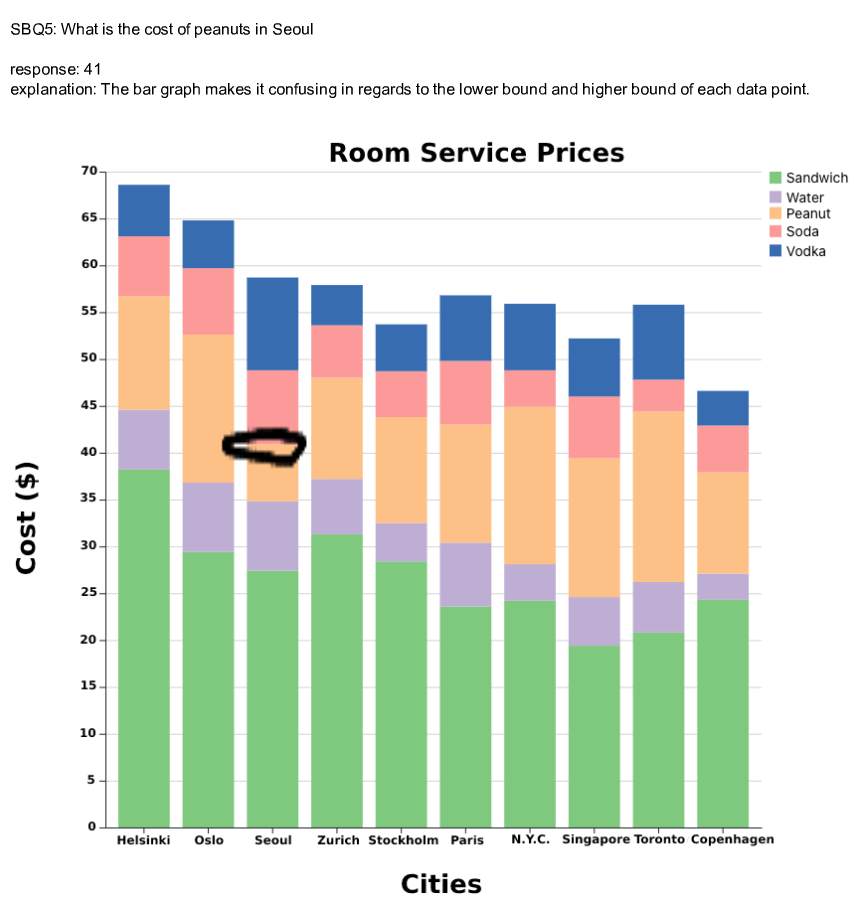 SBQ5: What is the cost of peanuts in Seoul
response: 41
explanation: The bar graph makes it confusing in regards to the lower bound and higher bound of each data point.
Room Service Prices
Sandwich
Water
Peanut
Soda
Vodka
70
65
60
55
50
45
40
35
30
25
20
15
10
5
0
Cost ($)
Helsinki Oslo Seoul Zurich Stockholm Paris N.Y.C. Singapore Toronto Copenhagen
Cities